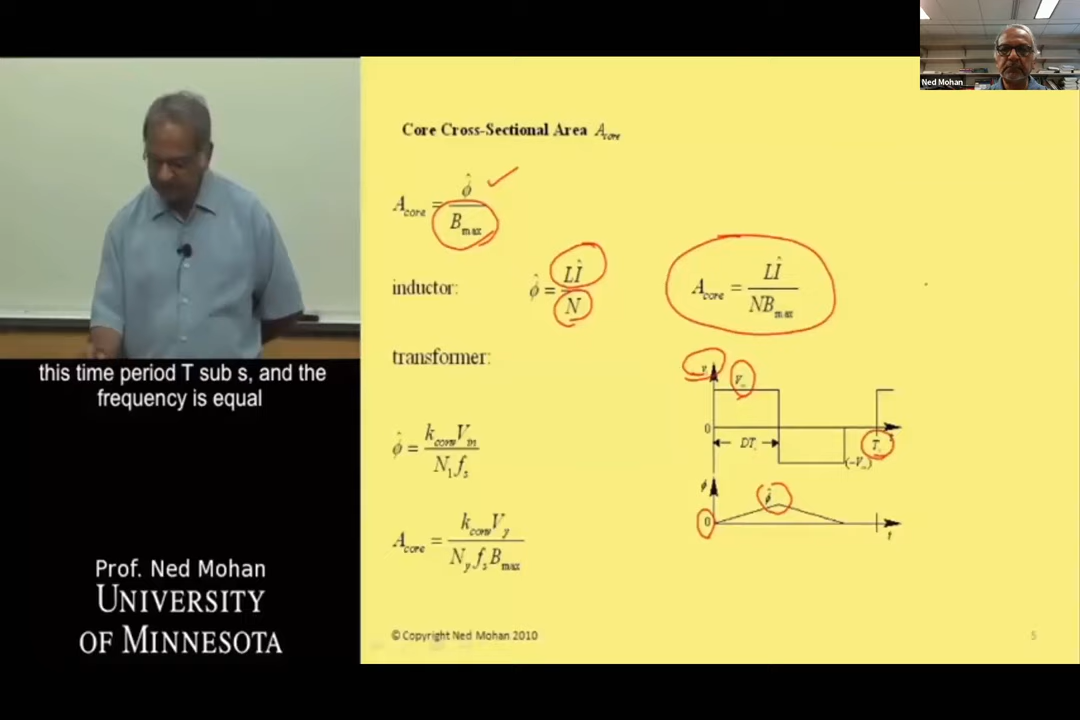 Ned Mohan
Core Cross-Sectional Area A_core
A_core = φ̂ / B_max
inductor: φ̂ = LÎ / N A_core = LÎ / NB_max
transformer:
V_in
0
DT_s
T_s
(-V_in)
φ̂ = k_conv V_in / N_1 f_s
φ
φ̂
0
t
A_core = k_conv V_y / N_y f_s B_max
© Copyright Ned Mohan 2010
5
this time period T sub s, and the
frequency is equal
Prof. Ned Mohan
UNIVERSITY
OF MINNESOTA